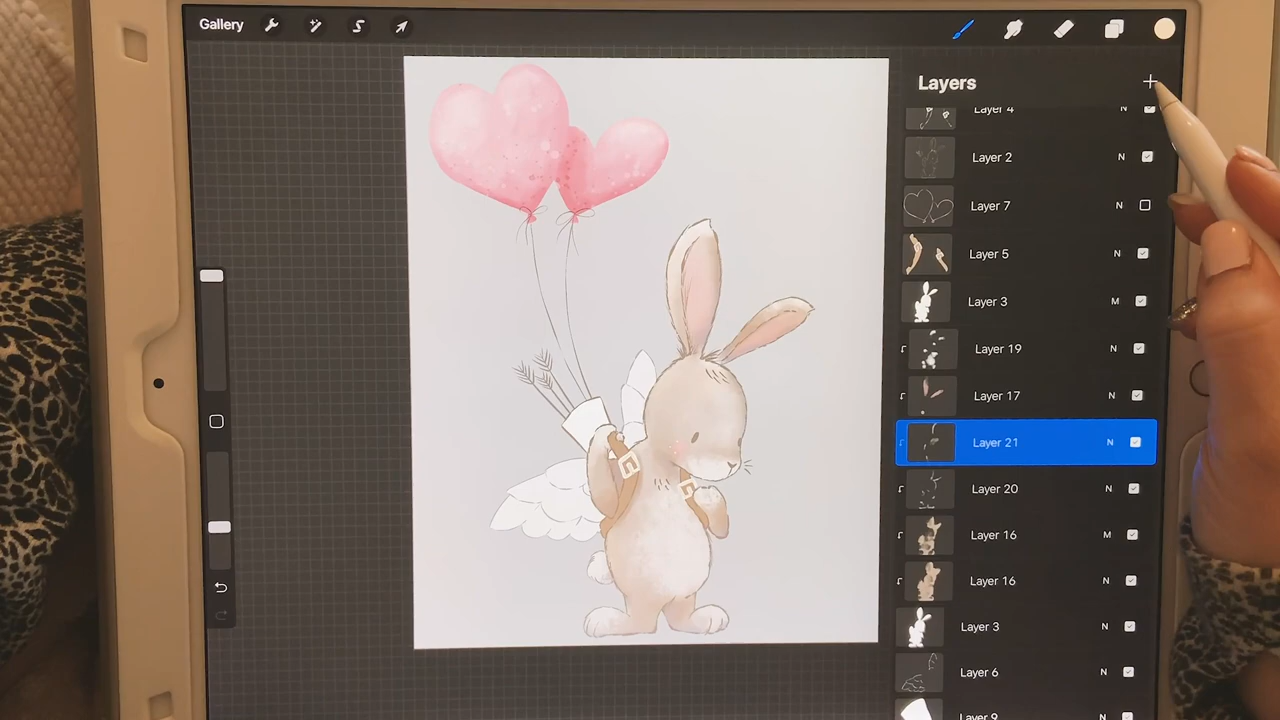 Gallery
Layers
Layer 4 N
Layer 2 N
Layer 7 N
Layer 5 N
Layer 3 M
Layer 19 N
Layer 17 N
Layer 21 N
Layer 20 N
Layer 16 M
Layer 16 N
Layer 3 N
Layer 6 N
Layer 9